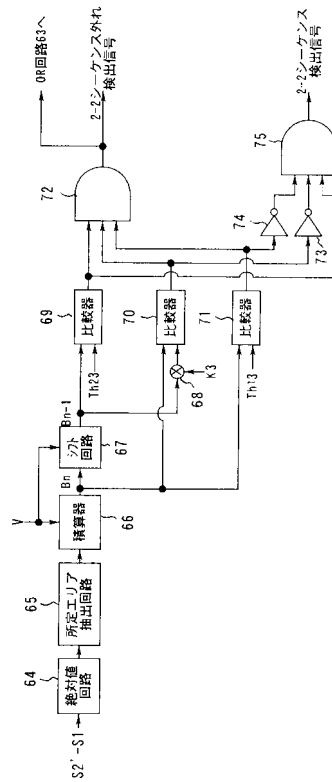 S2'-S1
64
絶対値
回路
65
所定エリア
抽出回路
V
66
積算器
Bn
67
シフト
回路
Bn-1
69
比較器
Th23
70
比較器
68
K3
71
比較器
Th13
72
OR回路63へ
2-2シーケンス外れ
検出信号
74
73
75
2-2シーケンス
検出信号